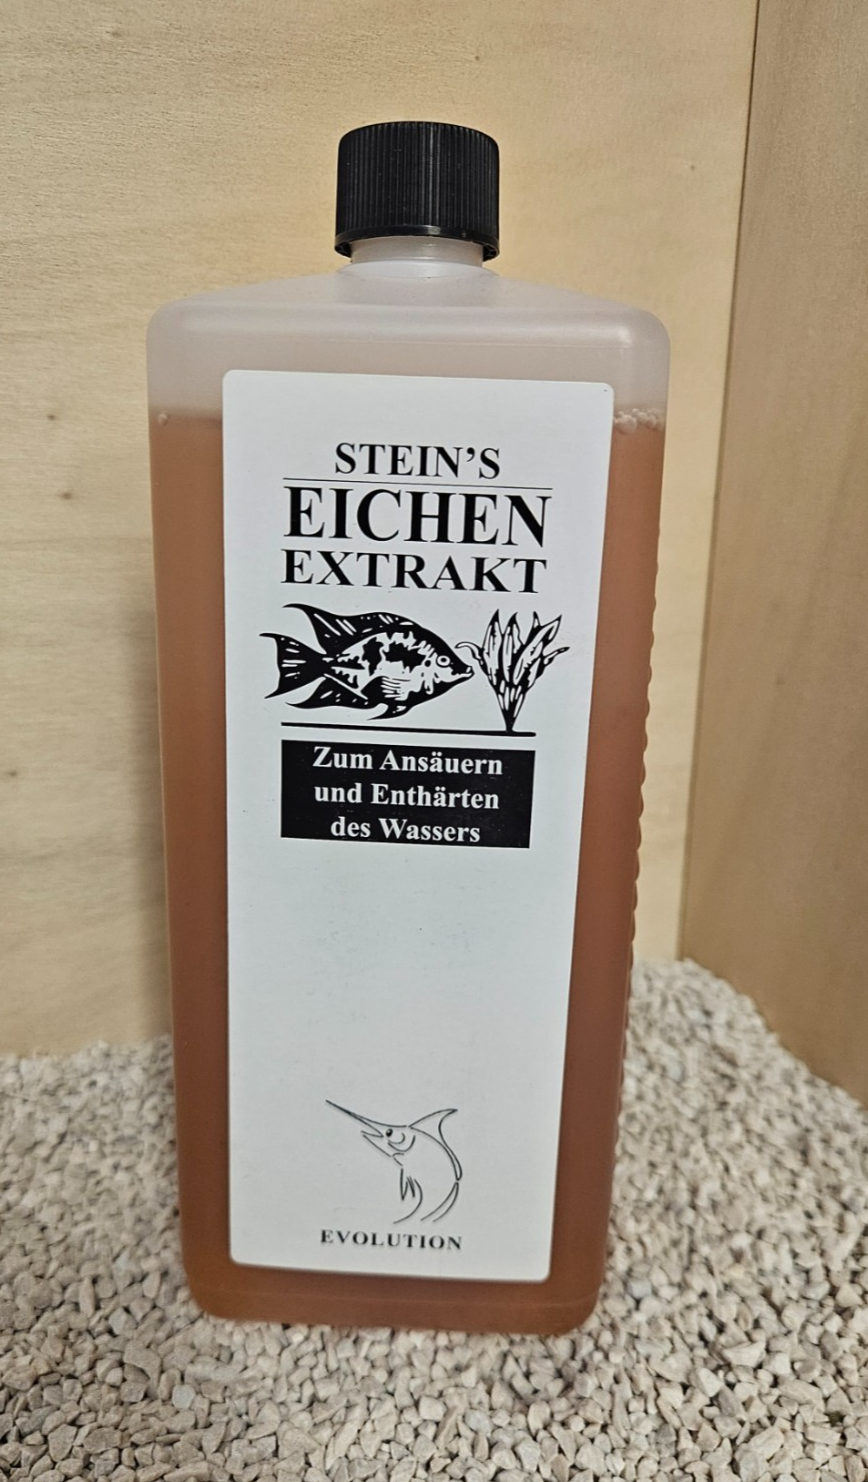 STEIN'S
EICHEN
EXTRAKT
Zum Ansäuern
und Enthärten
des Wassers
EVOLUTION